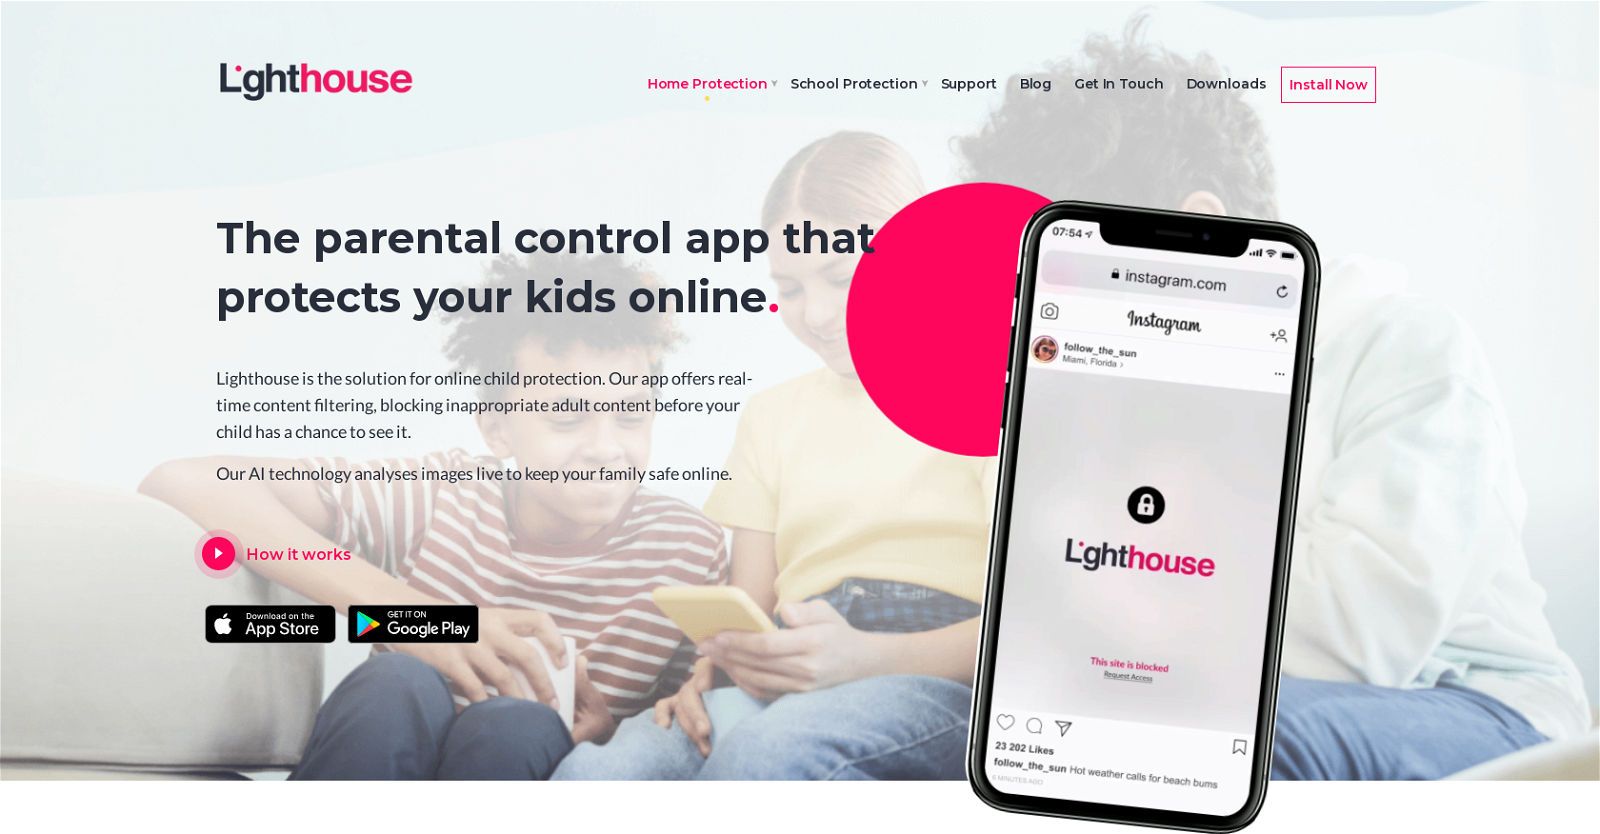 Lighthouse
Home Protection School Protection Support Blog Get In Touch Downloads Install Now
The parental control app that
protects your kids online.
Lighthouse is the solution for online child protection. Our app offers real-
time content filtering, blocking inappropriate adult content before your
child has a chance to see it.
Our AI technology analyses images live to keep your family safe online.
How it works
Download on the
App Store
GET IT ON
Google Play
07:54
instagram.com
Instagram
follow_the_sun
Miami, Florida >
Lighthouse
This site is blocked
Request Access
23 202 Likes
follow_the_sun Hot weather calls for beach bums
6 MINUTES AGO